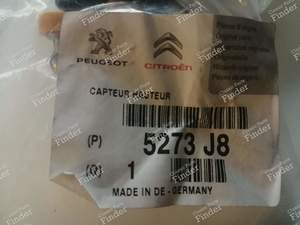 PEUGEOT CITROËN
CAPTEUR HAUTEUR
(P) 5273 J8
(Q) 1
MADE IN DE - GERMANY